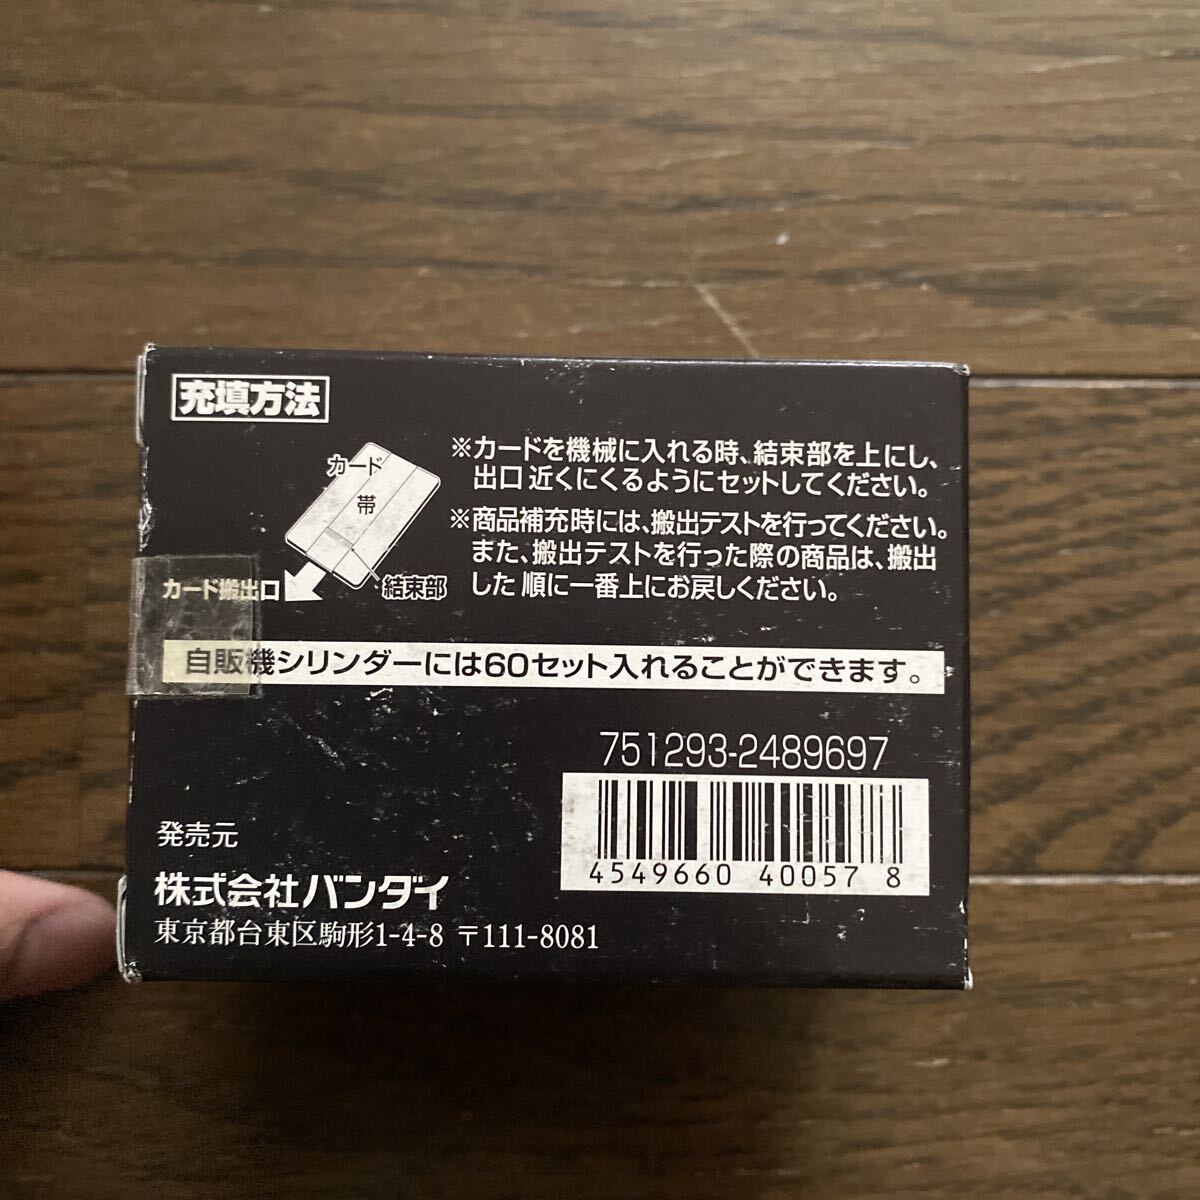 充填方法
カード
帯
結束部
カード搬出口
※カードを機械に入れる時、結束部を上にし、
出口近くにくるようにセットしてください。
※商品補充時には、搬出テストを行ってください。
また、搬出テストを行った際の商品は、搬出
した順に一番上にお戻しください。
自販機シリンダーには60セット入れることができます。
751293-2489697
4549660 40057 8
発売元
株式会社バンダイ
東京都台東区駒形1-4-8 〒111-8081